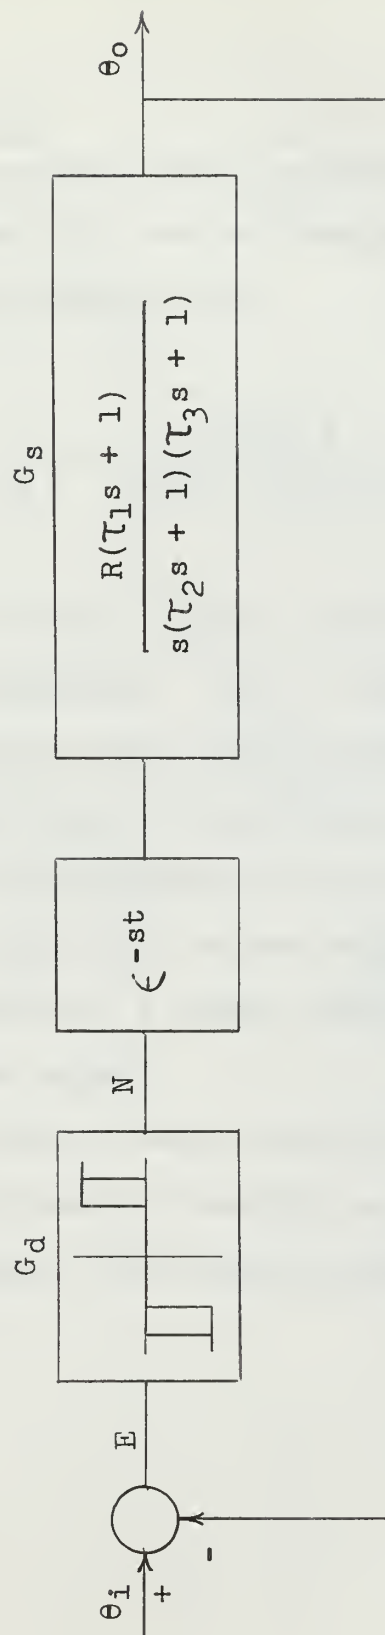 θi
+
-
E
Gd
N
ϵ^-st
Gs
R(τ1s + 1)
s(τ2s + 1)(τ3s + 1)
θo